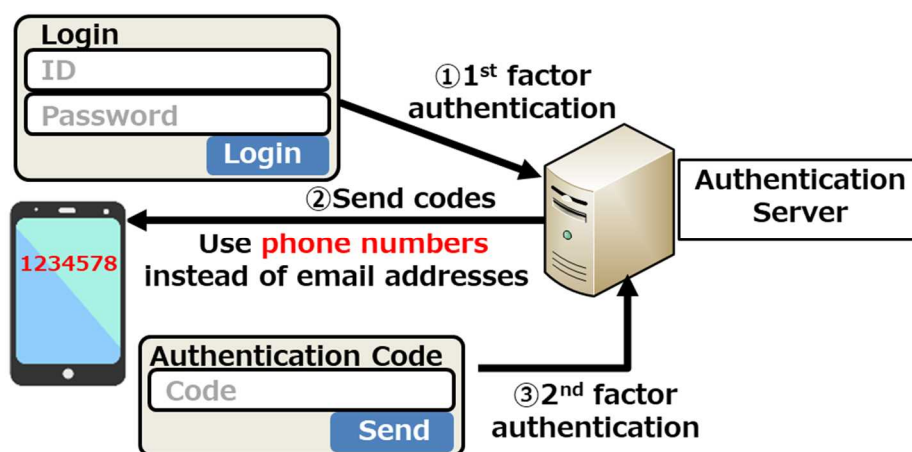 Login
ID
Password
Login
①1st factor
authentication
②Send codes
Use phone numbers
instead of email addresses
1234578
Authentication
Server
Authentication Code
Code
Send
③2nd factor
authentication